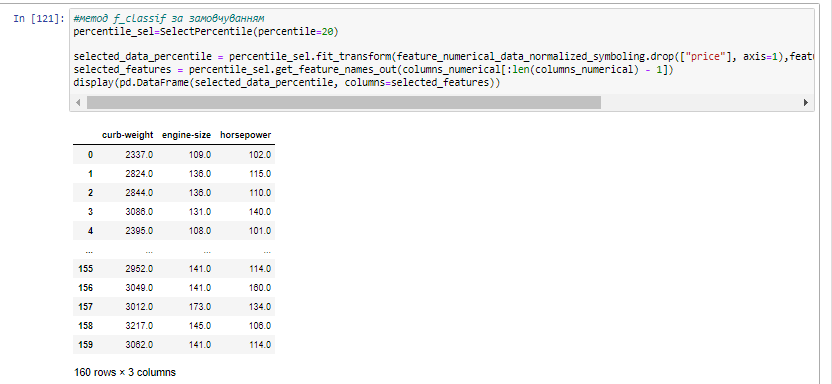 In [121]:
#метод f_classif за замовчуванням
percentile_sel=SelectPercentile(percentile=20)
selected_data_percentile = percentile_sel.fit_transform(feature_numerical_data_normalized_symboling.drop(["price"], axis=1),feat
selected_features = percentile_sel.get_feature_names_out(columns_numerical[:len(columns_numerical) - 1])
display(pd.DataFrame(selected_data_percentile, columns=selected_features))
curb-weight engine-size horsepower
0 2337.0 109.0 102.0
1 2824.0 136.0 115.0
2 2844.0 136.0 110.0
3 3086.0 131.0 140.0
4 2395.0 108.0 101.0
... ... ... ...
155 2952.0 141.0 114.0
156 3049.0 141.0 160.0
157 3012.0 173.0 134.0
158 3217.0 145.0 106.0
159 3062.0 141.0 114.0
160 rows × 3 columns